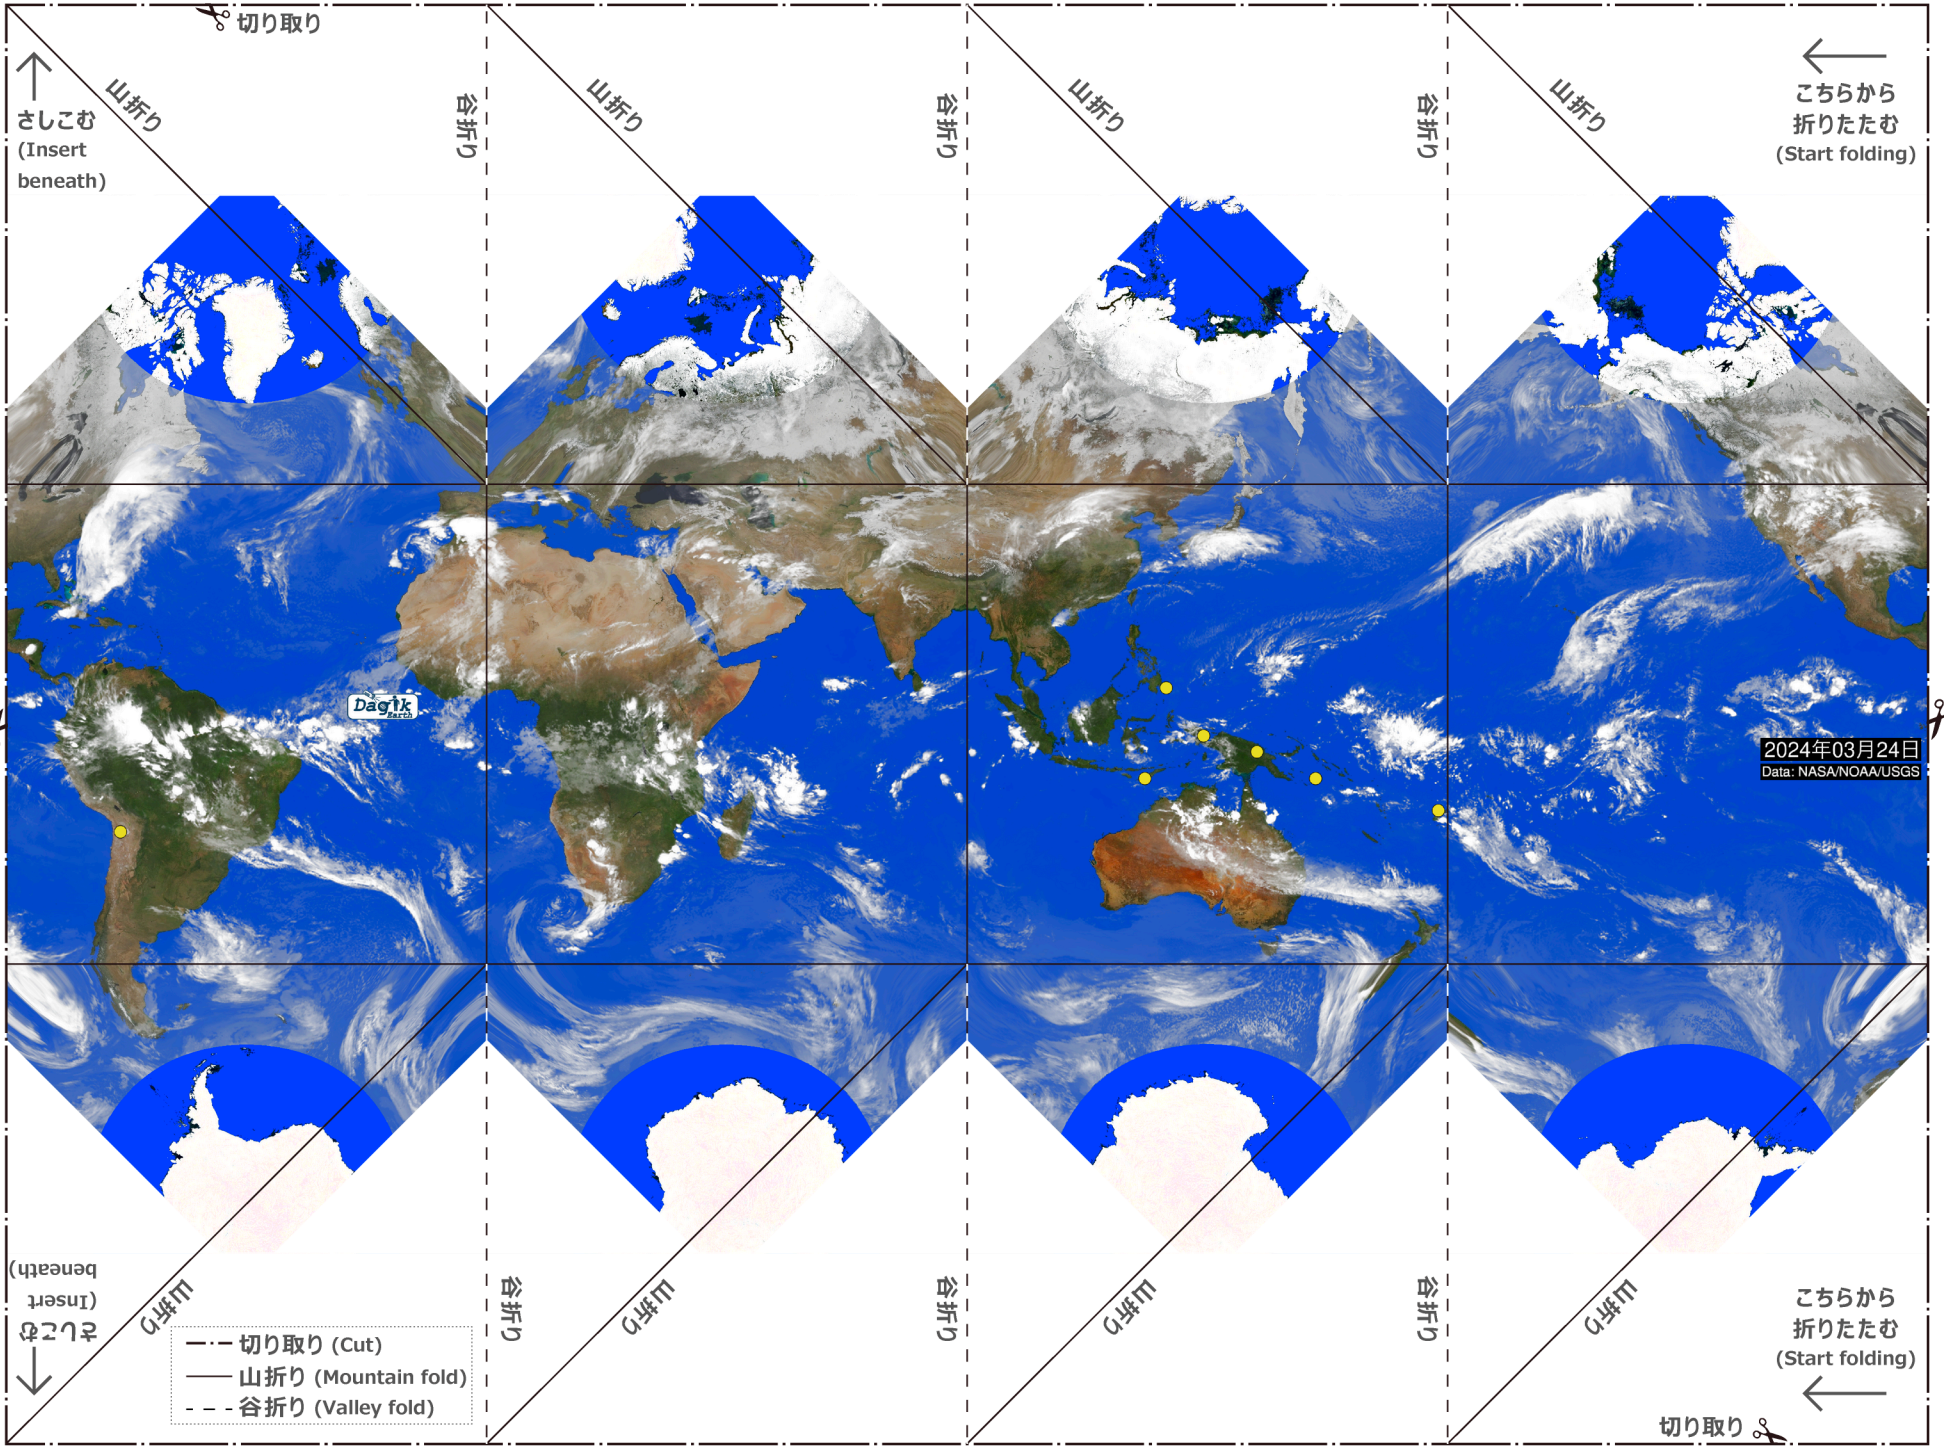 切り取り
山折り
谷折り
山折り
谷折り
山折り
谷折り
山折り
さしこむ
(Insert
beneath)
こちらから
折りたたむ
(Start folding)
Dagik
Earth
2024年03月24日
Data: NASA/NOAA/USGS
さしこむ
(Insert
beneath)
山折り
谷折り
山折り
谷折り
山折り
谷折り
山折り
こちらから
折りたたむ
(Start folding)
切り取り (Cut)
山折り (Mountain fold)
谷折り (Valley fold)
切り取り